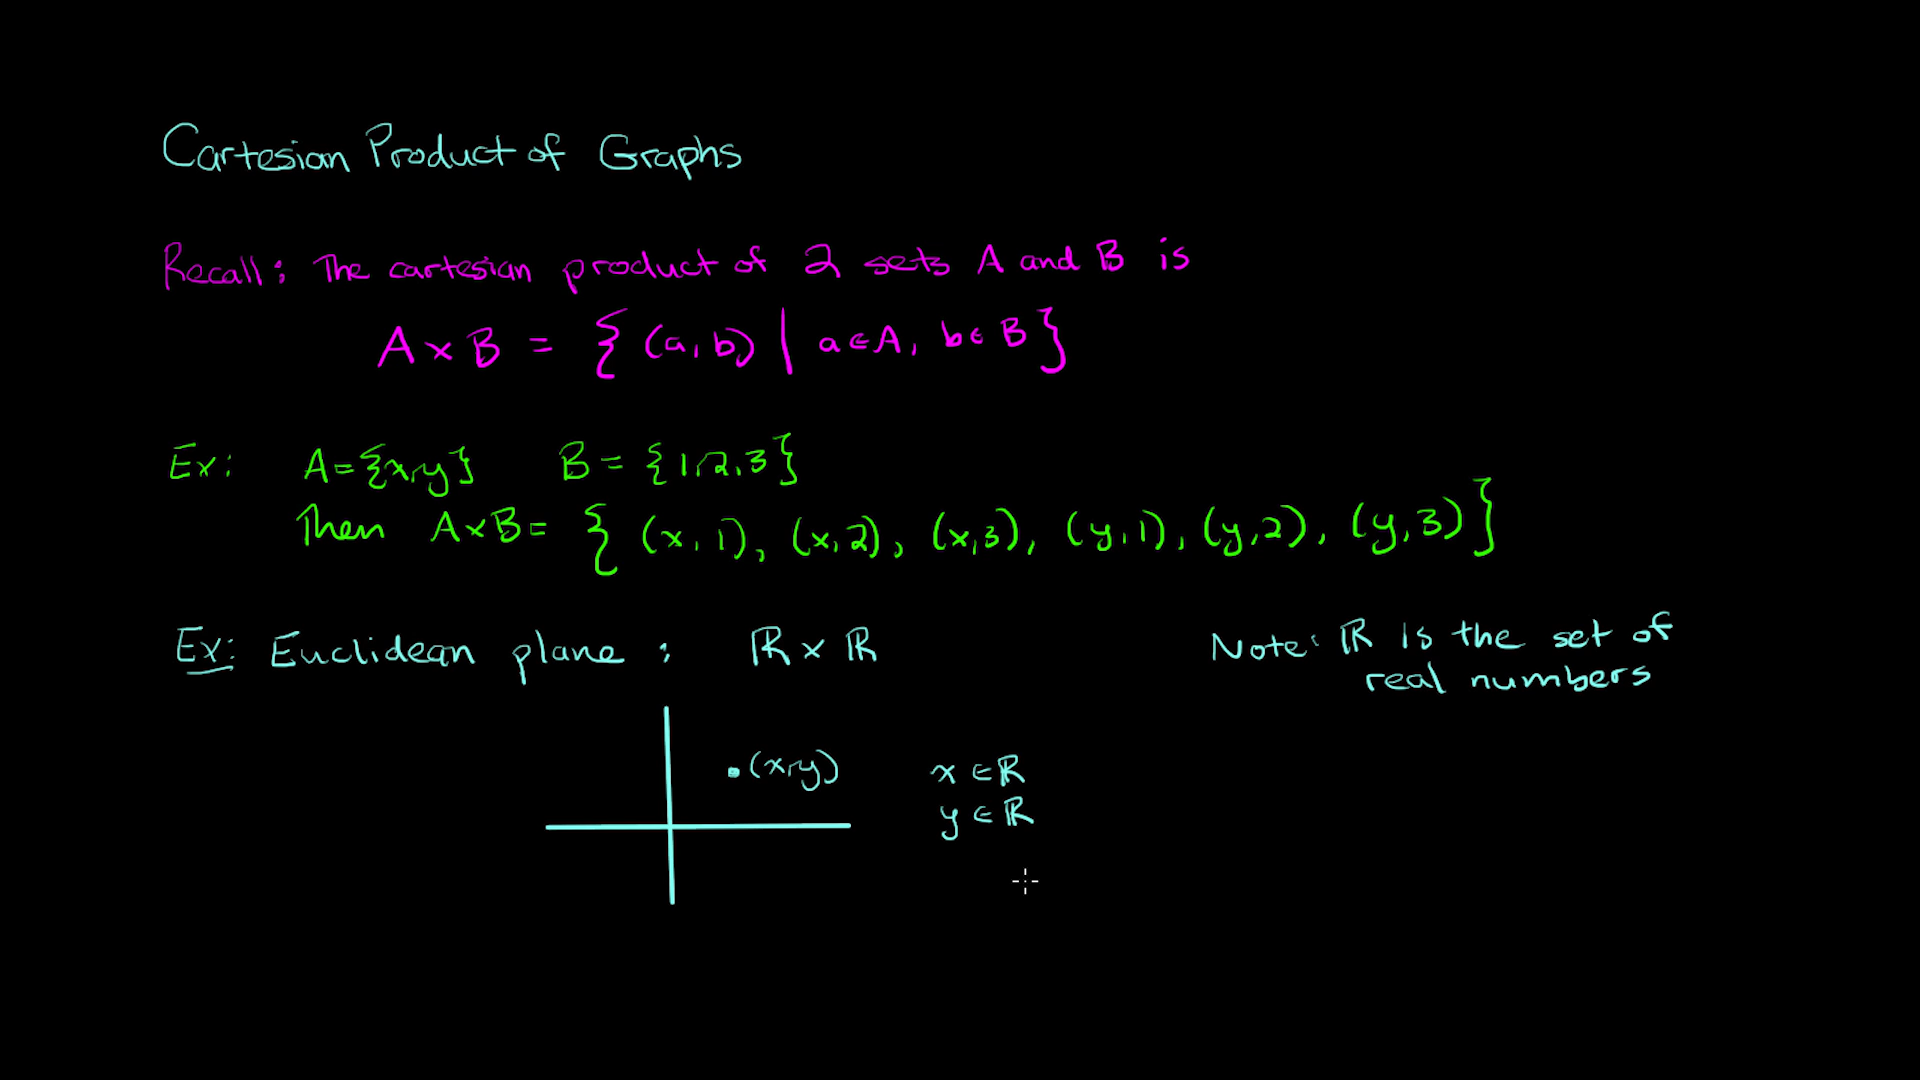 Cartesian Product of Graphs
Recall: The cartesian product of 2 sets A and B is
A × B = { (a, b) | a ∈ A, b ∈ B }
Ex: A = {x, y} B = {1, 2, 3}
Then A × B = { (x, 1), (x, 2), (x, 3), (y, 1), (y, 2), (y, 3) }
Ex: Euclidean plane : ℝ × ℝ
Note: ℝ is the set of
real numbers
(x, y)
x ∈ ℝ
y ∈ ℝ